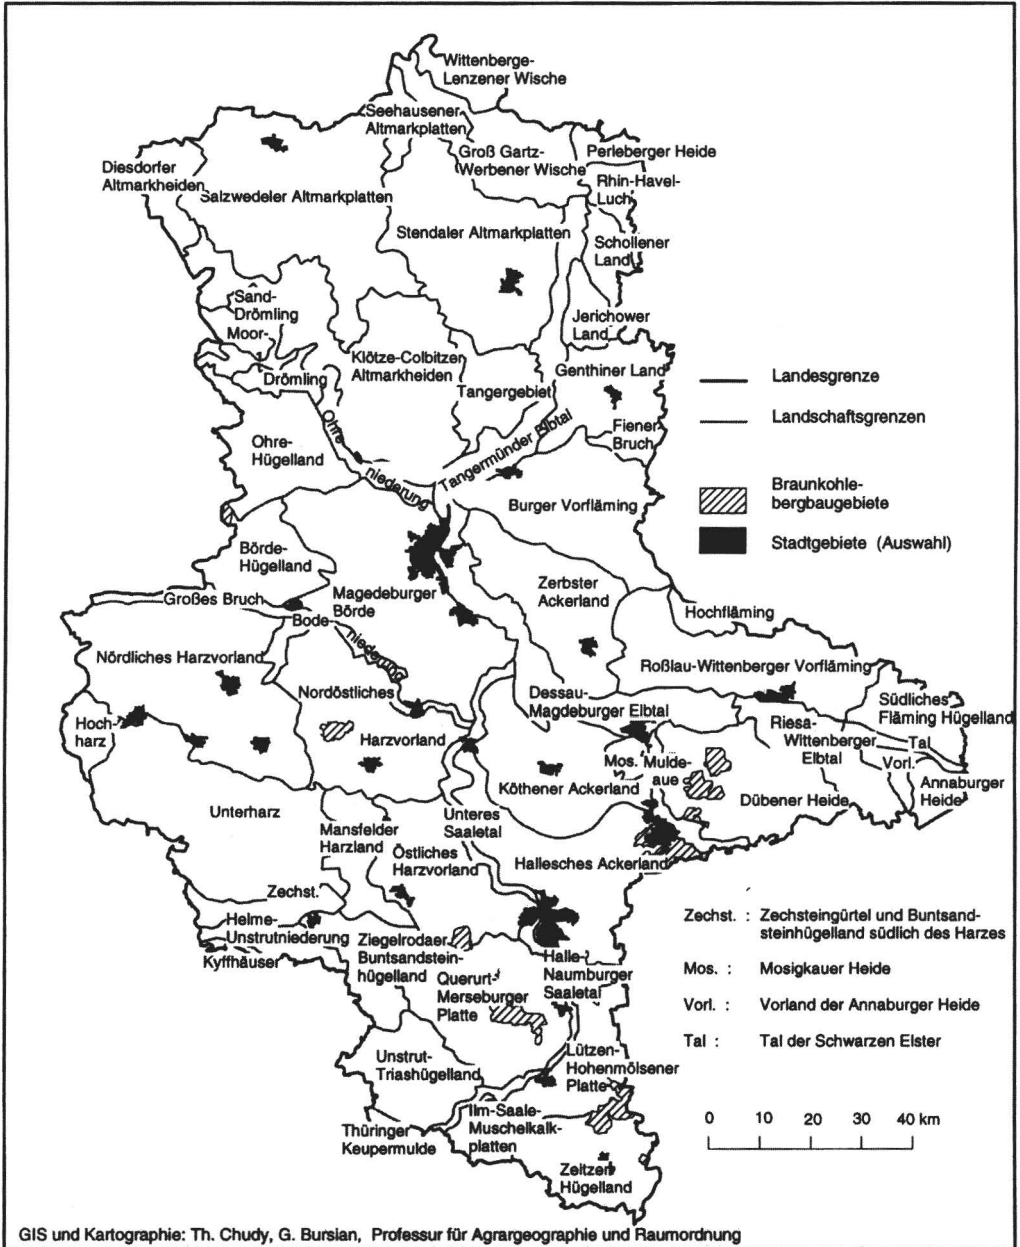 Wittenberge-
Lenzener Wische
Seehausener
Altmarkplatten
Groß Gartz-
Werbener Wische
Perleberger Heide
Diesdorfer
Altmarkheiden
Salzwedeler Altmarkplatten
Rhin-Havel-
Luch
Stendaler Altmarkplatten
Schollener
Land
Sand-
Drömling
Moor-
Drömling
Jerichower
Land
Klötze-Colbitzer
Altmarkheiden
Genthiner Land
Tangergebiet
Landesgrenze
Landschaftsgrenzen
Ohre-
Hügelland
Ohre
niederung
Tangermünder Elbtal
Fiener
Bruch
Braunkohle-
bergbaugebiete
Burger Vorfläming
Stadtgebiete (Auswahl)
Börde-
Hügelland
Zerbster
Ackerland
Großes Bruch
Magedeburger
Börde
Hochfläming
Bode-
niederung
Nördliches Harzvorland
Roßlau-Wittenberger Vorfläming
Nordöstliches
Harzvorland
Dessau-
Magdeburger Elbtal
Südliches
Fläming Hügelland
Hoch-
harz
Riesa-
Wittenberger
Elbtal
Tal
Vorl.
Mos.
Mulde-
aue
Köthener Ackerland
Dübener Heide
Annaburger
Heide
Unterharz
Unteres
Saaletal
Mansfelder
Harzland
Östliches
Harzvorland
Hallesches Ackerland
Zechst.
Helme-
Unstrutniederung
Kyffhäuser
Ziegelrodaer
Buntsandstein-
hügelland
Halle-
Naumburger
Saaletal
Querurt-
Merseburger
Platte
Zechst. : Zechsteingürtel und Buntsand-
steinhügelland südlich des Harzes
Mos. : Mosigkauer Heide
Vorl. : Vorland der Annaburger Heide
Tal : Tal der Schwarzen Elster
Unstrut-
Triashügelland
Lützen-
Hohenmölsener
Platte
Thüringer
Keupermulde
Ilm-Saale-
Muschelkalk-
platten
Zeitzer
Hügelland
0 10 20 30 40 km
GIS und Kartographie: Th. Chudy, G. Bursian, Professur für Agrargeographie und Raumordnung